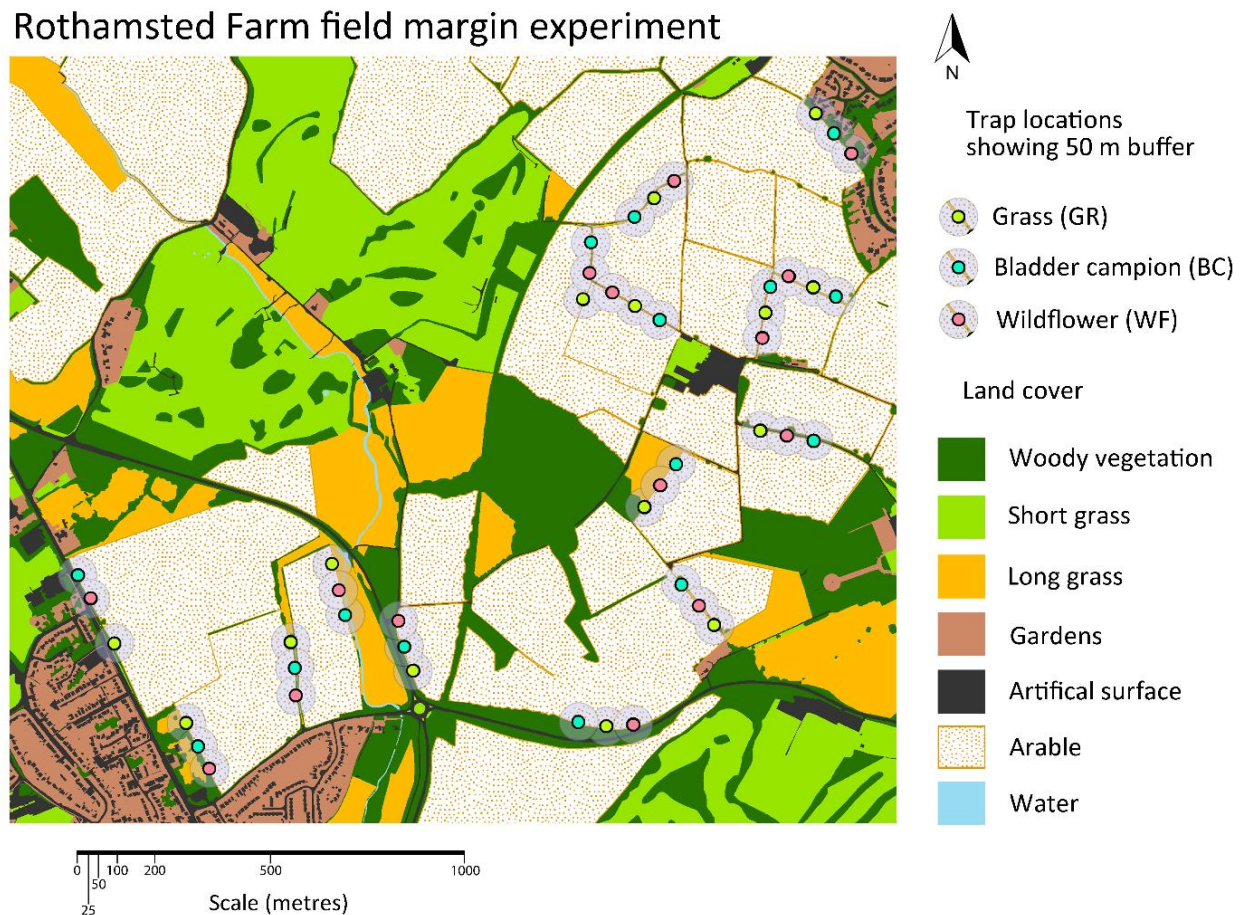 Rothamsted Farm field margin experiment
N
Trap locations
showing 50 m buffer
Grass (GR)
Bladder campion (BC)
Wildflower (WF)
Land cover
Woody vegetation
Short grass
Long grass
Gardens
Artifical surface
Arable
Water
0 50 100 200 500 1000
25
Scale (metres)